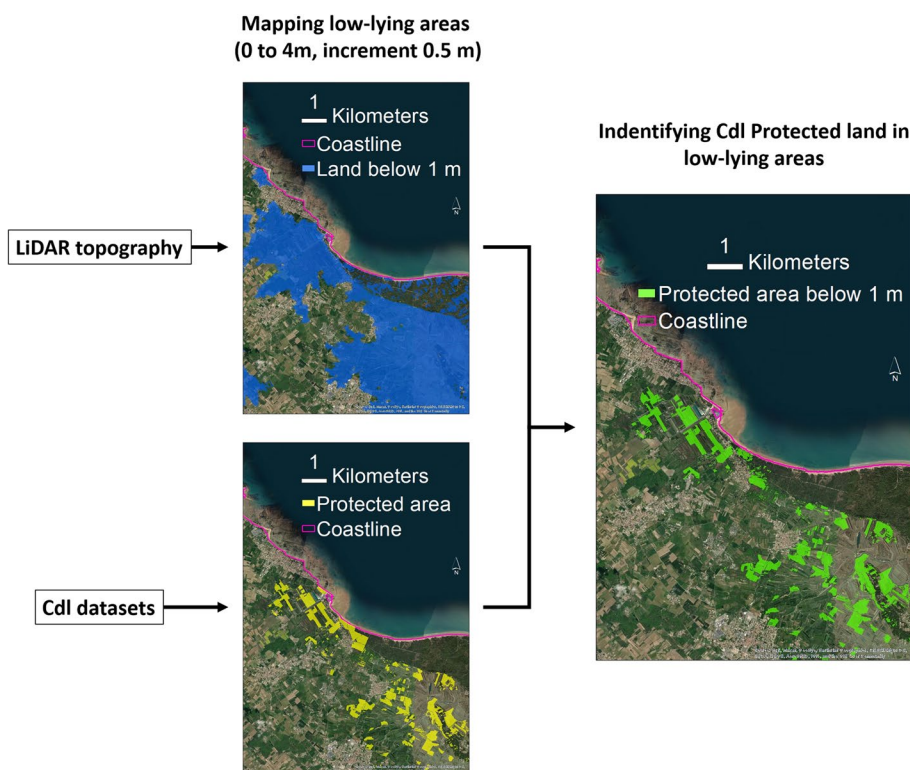 Mapping low-lying areas
(0 to 4m, increment 0.5 m)
1
Kilometers
Coastline
Land below 1 m
N
LiDAR topography
1
Kilometers
Protected area
Coastline
N
Cdl datasets
Indentifying Cdl Protected land in
low-lying areas
1
Kilometers
Protected area below 1 m
Coastline
N